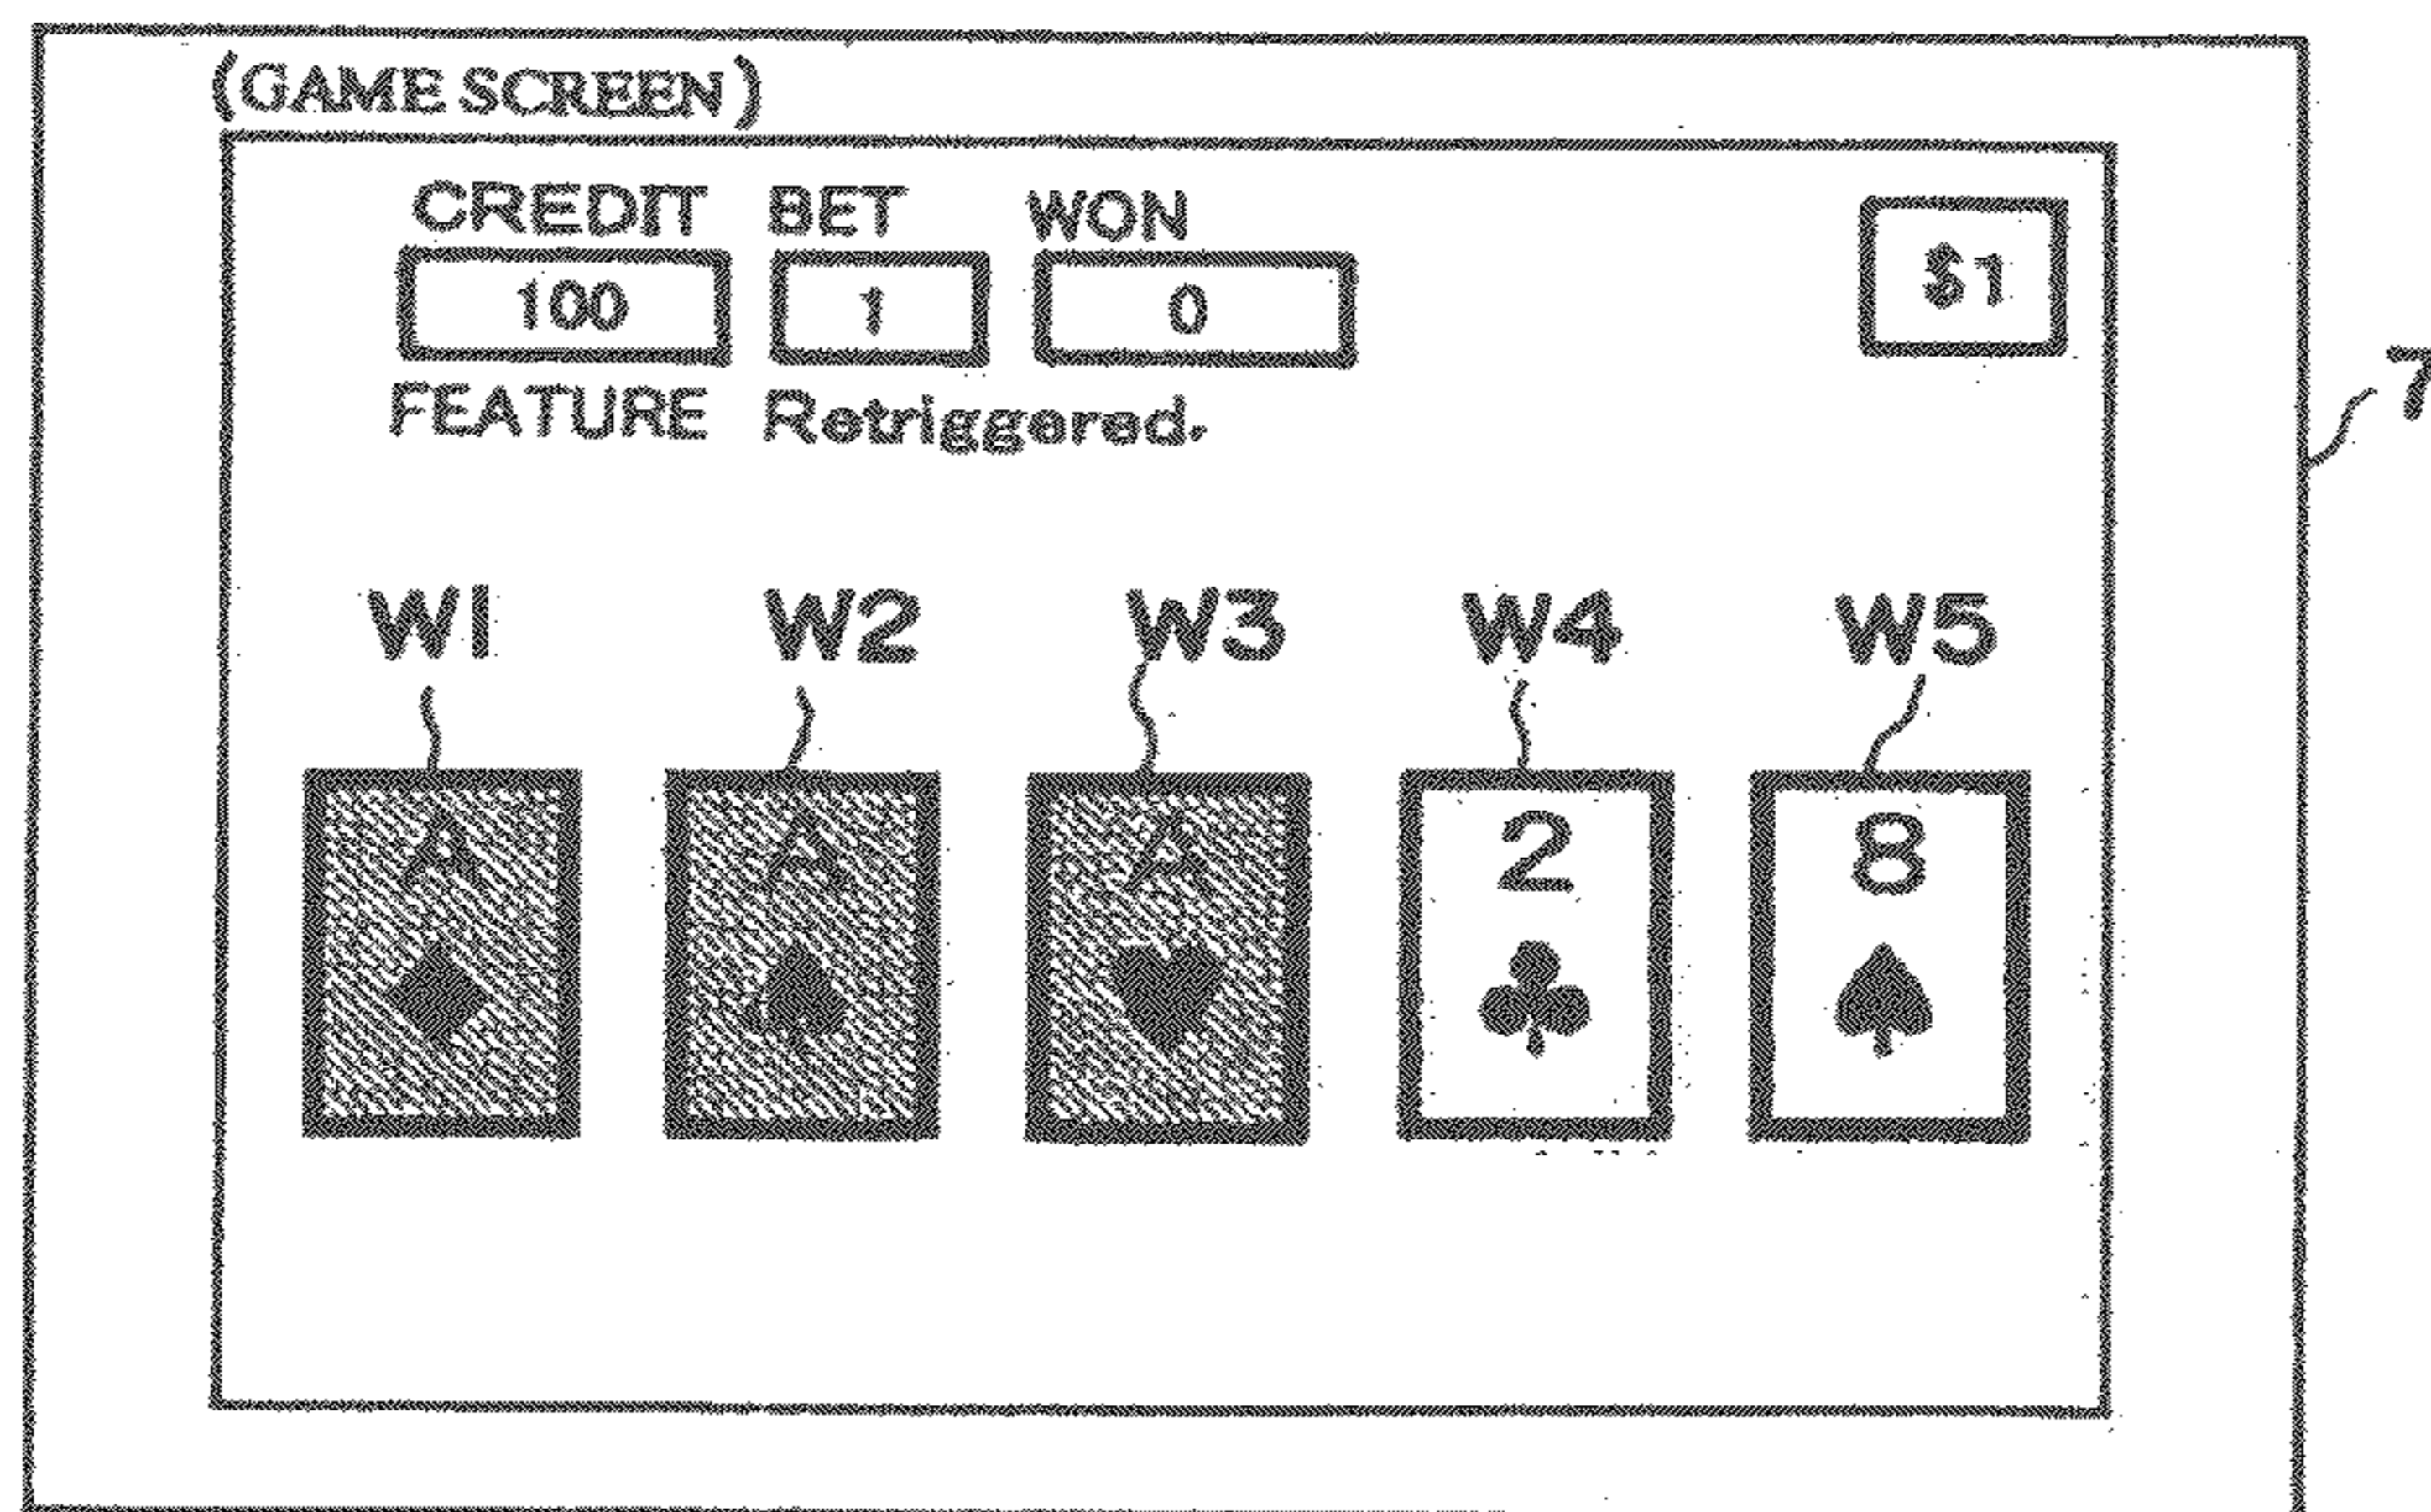 (GAME SCREEN)
CREDIT BET WON
100 1 0 $1
FEATURE Retriggered.
7
W1 W2 W3 W4 W5
A A A 2 8